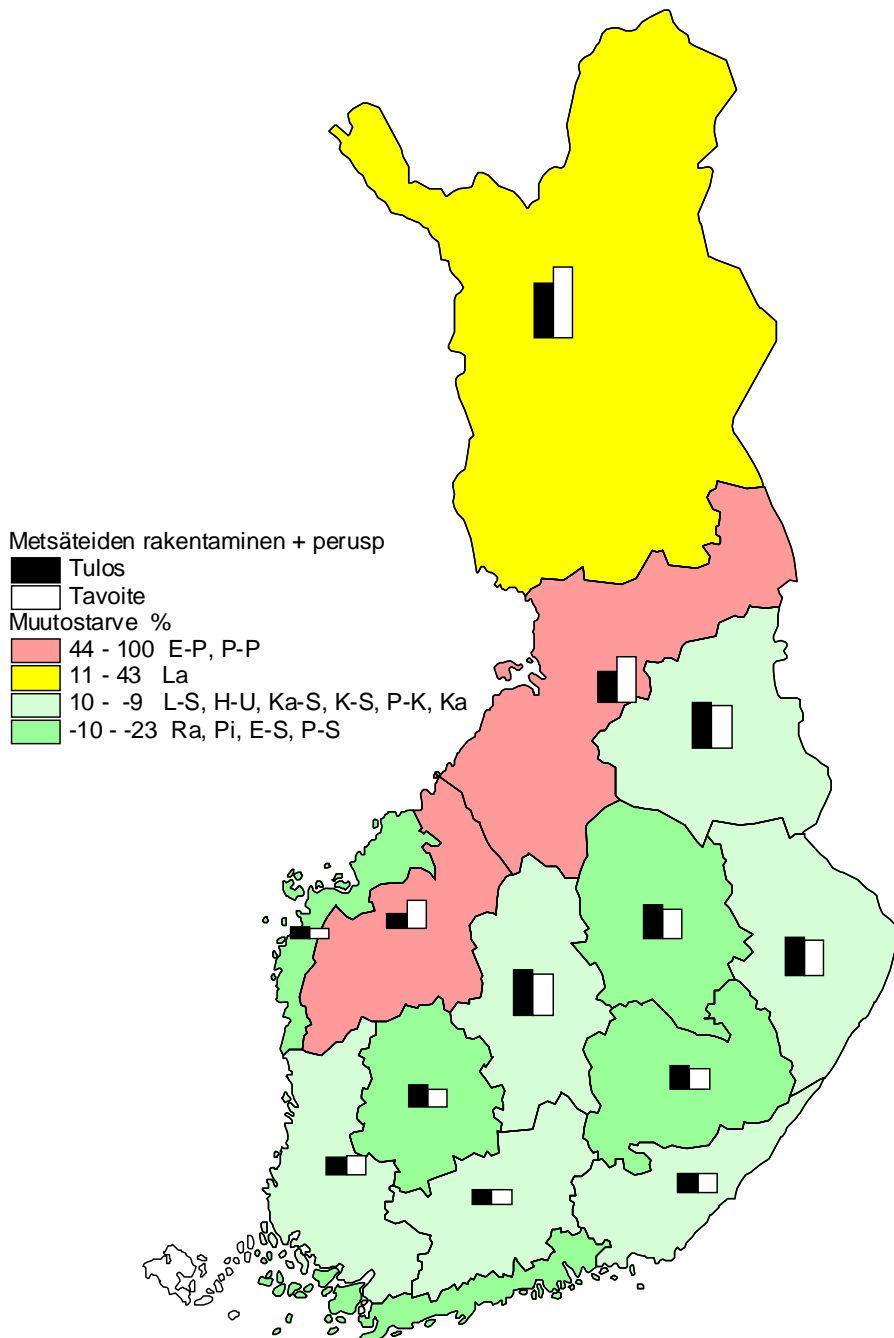 Metsäteiden rakentaminen + perusp
Tulos
Tavoite
Muutostarve %
44 - 100 E-P, P-P
11 - 43 La
10 - -9 L-S, H-U, Ka-S, K-S, P-K, Ka
-10 - -23 Ra, Pi, E-S, P-S